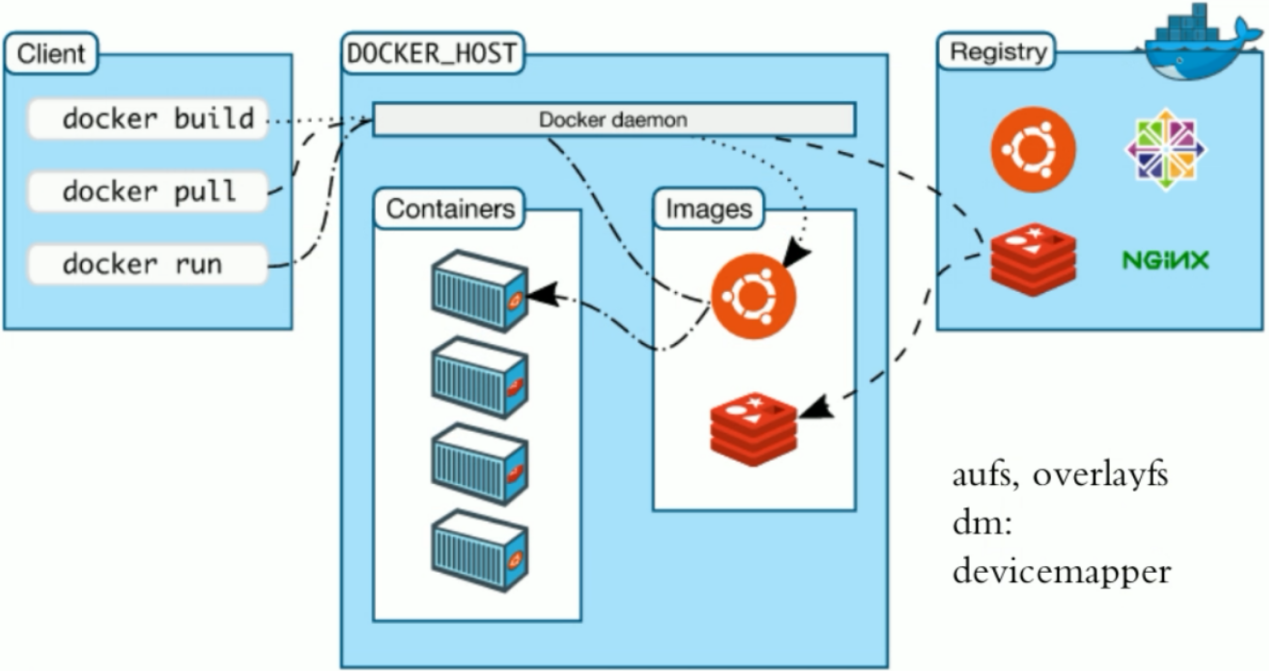 Client
docker build
docker pull
docker run
DOCKER_HOST
Docker daemon
Containers
Images
Registry
NGiNX
aufs, overlayfs
dm:
devicemapper